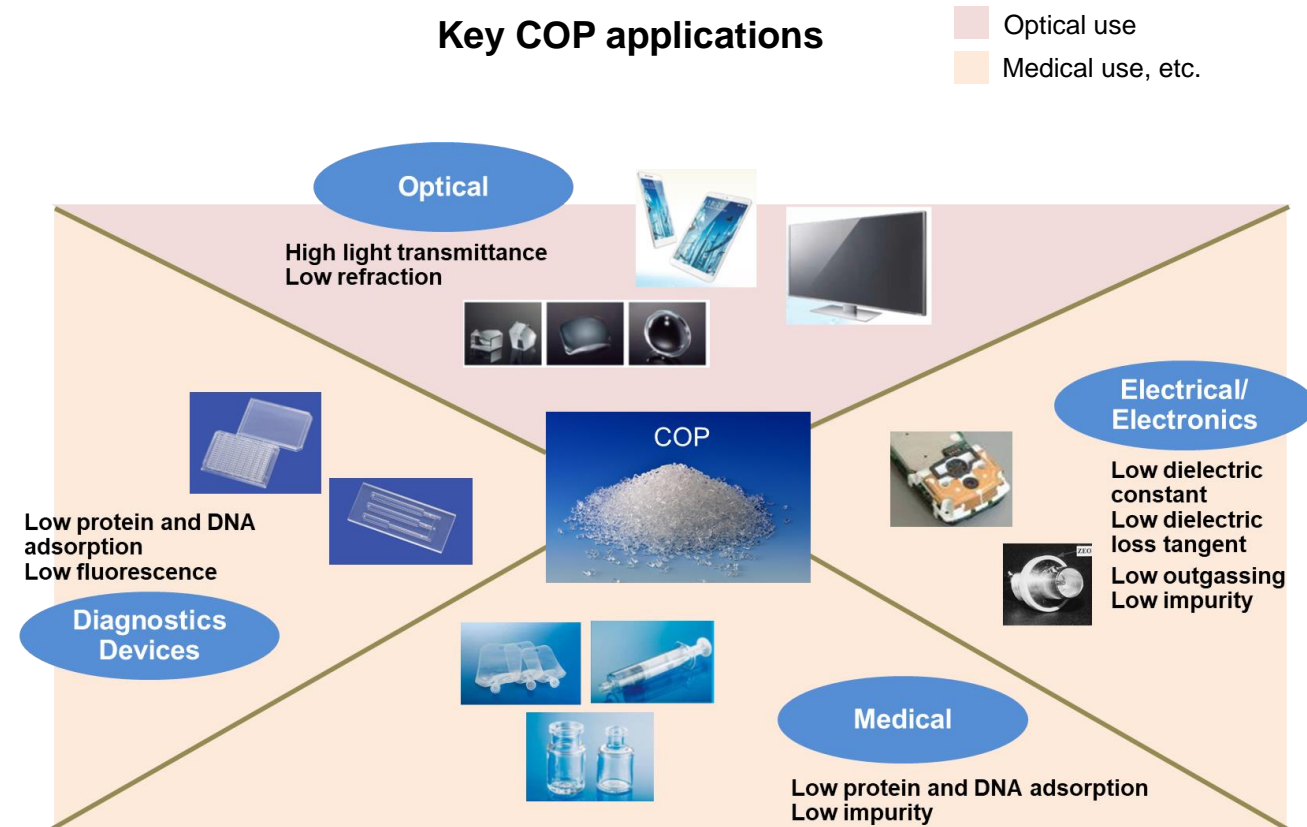 Key COP applications
Optical use
Medical use, etc.
Optical
High light transmittance
Low refraction
Electrical/
Electronics
COP
Low dielectric
constant
Low dielectric
loss tangent
Low outgassing
Low impurity
ZEO
Low protein and DNA
adsorption
Low fluorescence
Diagnostics
Devices
Medical
Low protein and DNA adsorption
Low impurity